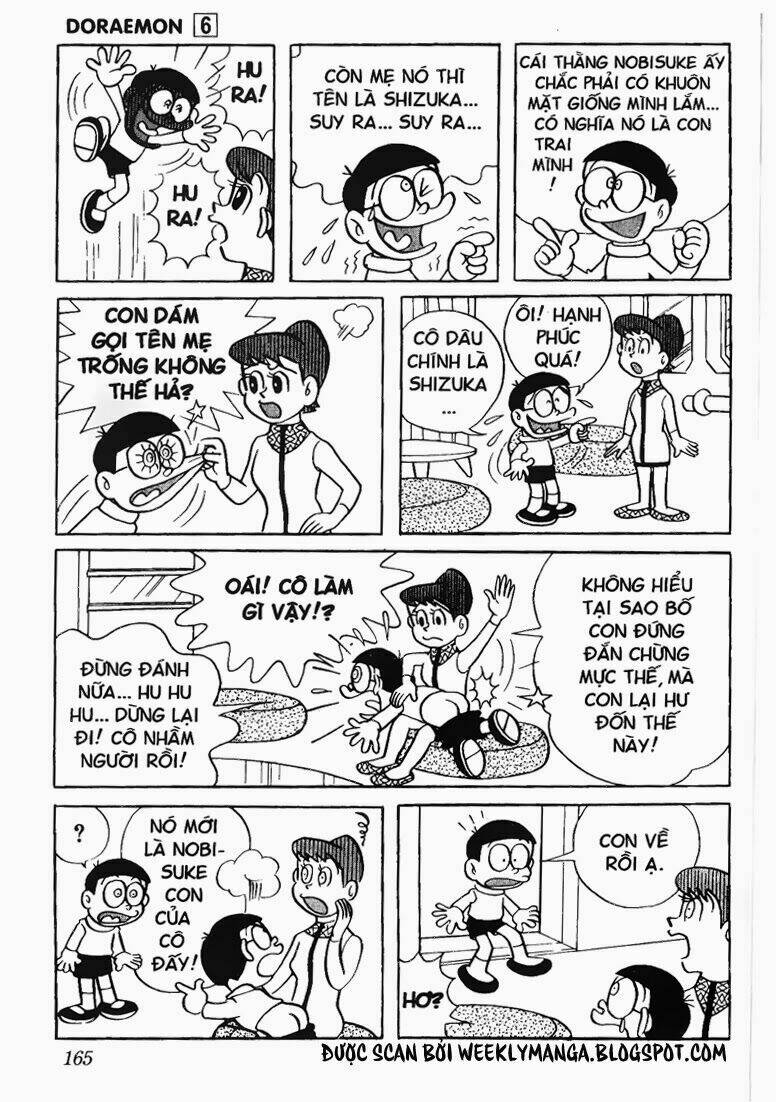 DORAEMON 6
CÁI THẰNG NOBISUKE ẤY
CHẮC PHẢI CÓ KHUÔN
MẶT GIỐNG MÌNH LẮM...
CÓ NGHĨA NÓ LÀ CON
TRAI
MÌNH
!
CÒN MẸ NÓ THÌ
TÊN LÀ SHIZUKA...
SUY RA... SUY RA...
HU
RA!
HU
RA!
ÔI! HẠNH
PHÚC
QUÁ!
CÔ DÂU
CHÍNH LÀ
SHIZUKA
...
CON DÁM
GỌI TÊN MẸ
TRỐNG KHÔNG
THẾ HẢ?
KHÔNG HIỂU
TẠI SAO BỐ
CON ĐỨNG
ĐẮN CHỪNG
MỰC THẾ, MÀ
CON LẠI HƯ
ĐỐN THẾ
NÀY!
OÁI! CÔ LÀM
GÌ VẬY!?
ĐỪNG ĐÁNH
NỮA... HU HU
HU... DỪNG LẠI
ĐI! CÔ NHẦM
NGƯỜI RỒI!
CON VỀ
RỒI Ạ.
HƠ?
NÓ MỚI
LÀ NOBI-
SUKE
CON
CỦA
CÔ
ĐẤY!
?
165
ĐƯỢC SCAN BỞI WEEKLYMANGA.BLOGSPOT.COM